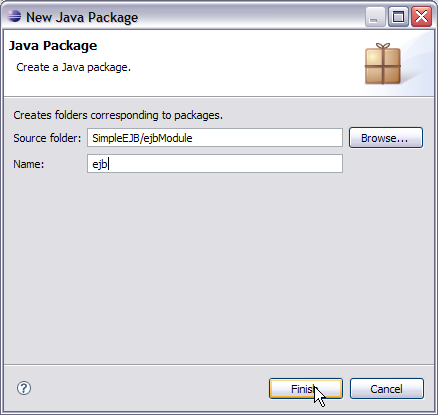 New Java Package
Java Package
Create a Java package.
Creates folders corresponding to packages.
Source folder: SimpleEJB/ejbModule Browse...
Name: ejb
? Finish Cancel